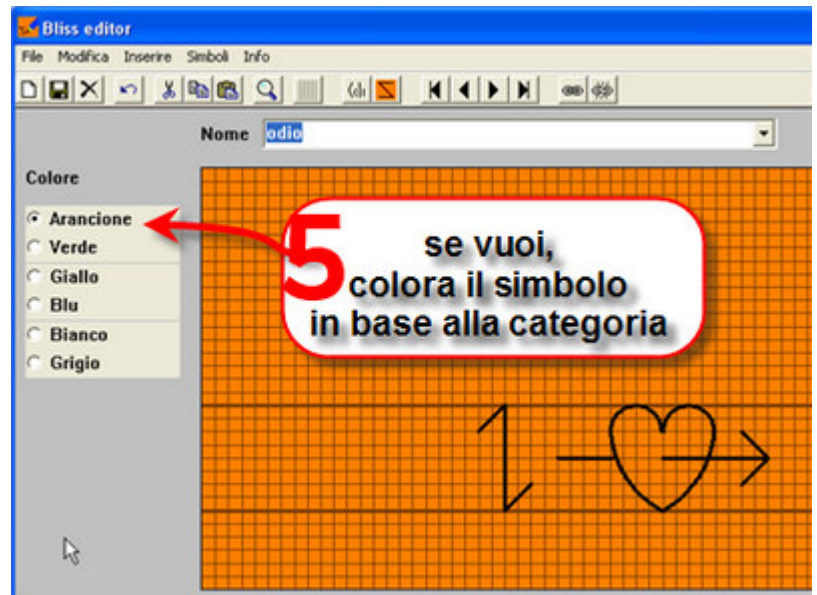 Bliss editor
File Modifica Inserire Simboli Info
Nome odio
Colore
Arancione
Verde
Giallo
Blu
Bianco
Grigio
5
se vuoi,
colora il simbolo
in base alla categoria